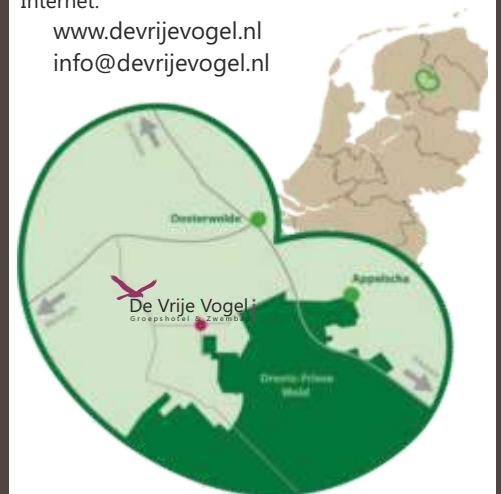 Internet:
www.devrijevogel.nl
info@devrijevogel.nl
Oosterwolde
Appelscha
De Vrije Vogel
Groepshotel & Zwembad
Drents-Friese
Wold